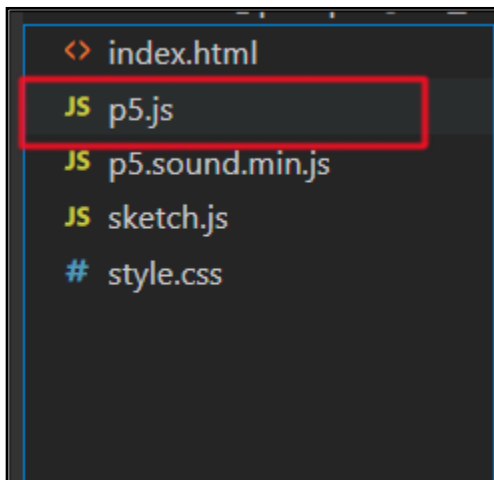 <> index.html
JS p5.js
JS p5.sound.min.js
JS sketch.js
# style.css